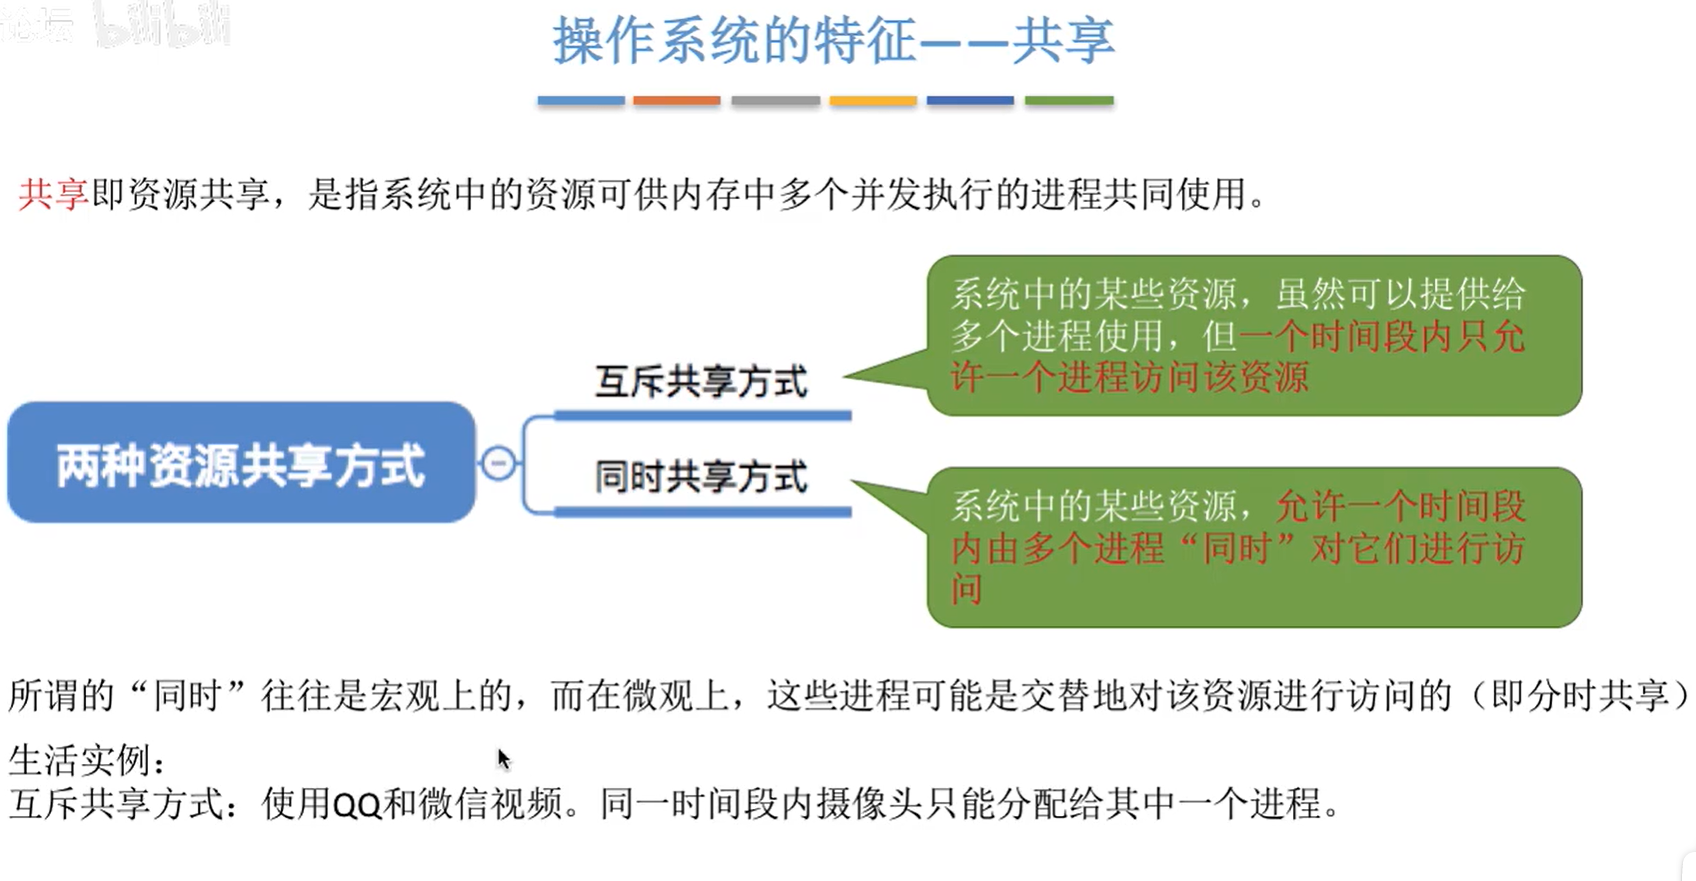 论坛 bilibili
操作系统的特征——共享
共享即资源共享，是指系统中的资源可供内存中多个并发执行的进程共同使用。
两种资源共享方式
互斥共享方式
系统中的某些资源，虽然可以提供给
多个进程使用，但一个时间段内只允
许一个进程访问该资源
同时共享方式
系统中的某些资源，允许一个时间段
内由多个进程“同时”对它们进行访
问
所谓的“同时”往往是宏观上的，而在微观上，这些进程可能是交替地对该资源进行访问的（即分时共享）
生活实例：
互斥共享方式：使用QQ和微信视频。同一时间段内摄像头只能分配给其中一个进程。